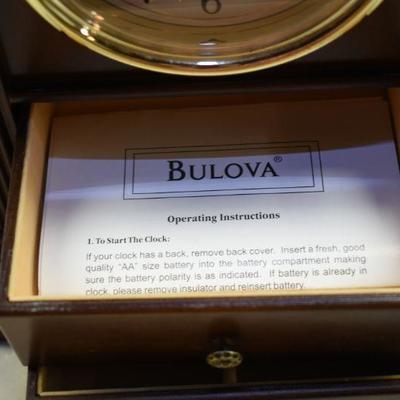 6
BULOVA®
Operating Instructions
1. To Start The Clock:
If your clock has a back, remove back cover. Insert a fresh, good
quality "AA" size battery into the battery compartment making
sure the battery polarity is as indicated. If battery is already in
clock, please remove insulator and reinsert battery.